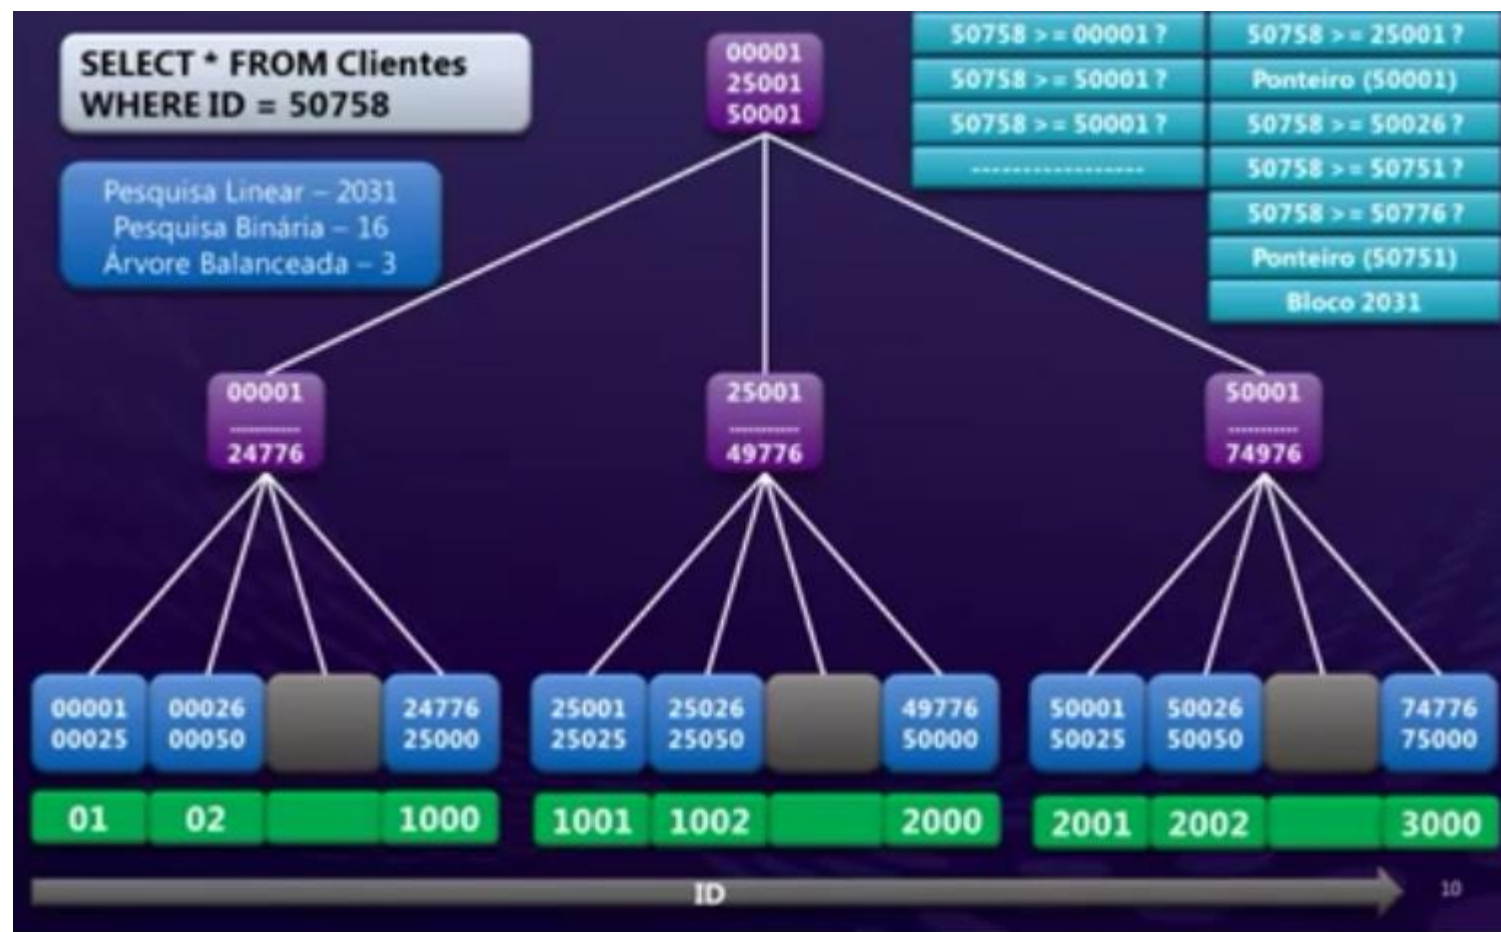 SELECT * FROM Clientes
WHERE ID = 50758
Pesquisa Linear – 2031
Pesquisa Binária – 16
Árvore Balanceada – 3
00001
25001
50001
50758 >= 00001 ?
50758 >= 25001 ?
50758 >= 50001 ?
Ponteiro (50001)
50758 >= 50001 ?
50758 >= 50026 ?
-----------------
50758 >= 50751 ?
50758 >= 50776 ?
Ponteiro (50751)
Bloco 2031
00001
-----------
24776
25001
-----------
49776
50001
-----------
74976
00001
00025
00026
00050
24776
25000
25001
25025
25026
25050
49776
50000
50001
50025
50026
50050
74776
75000
01
02
1000
1001
1002
2000
2001
2002
3000
ID
10